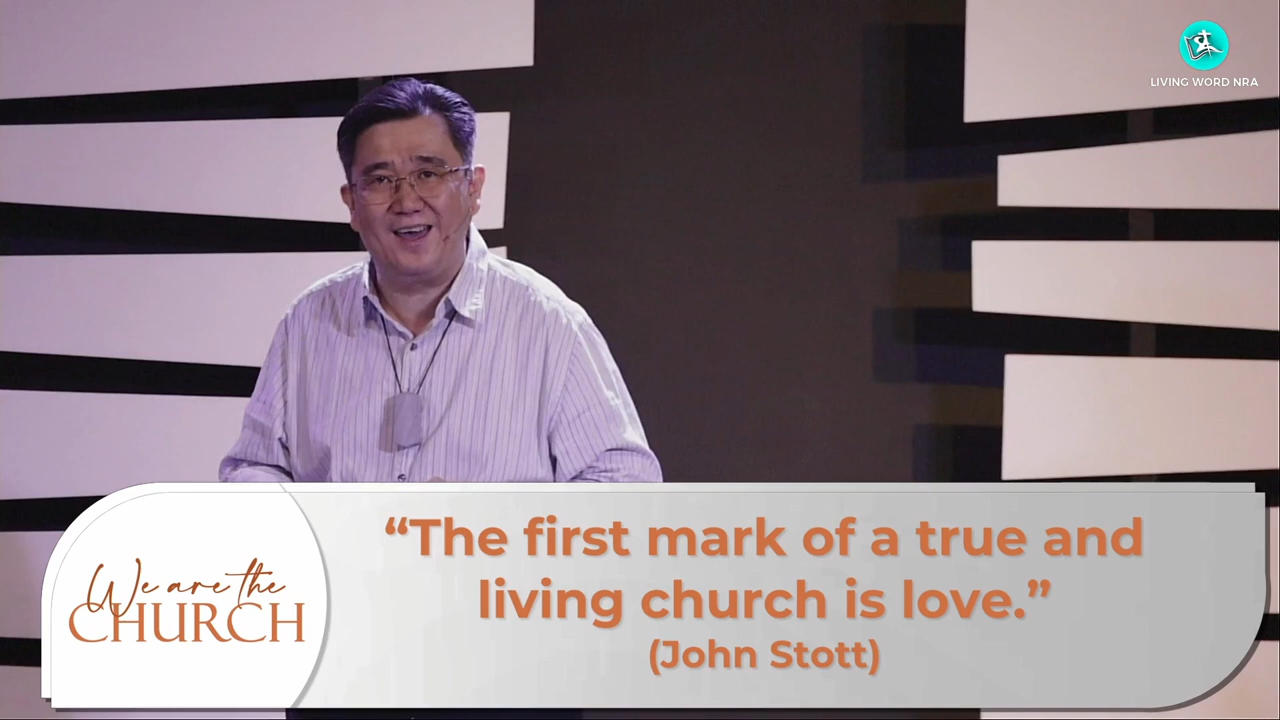 LIVING WORD NRA
We are the
CHURCH
“The first mark of a true and
living church is love.”
(John Stott)